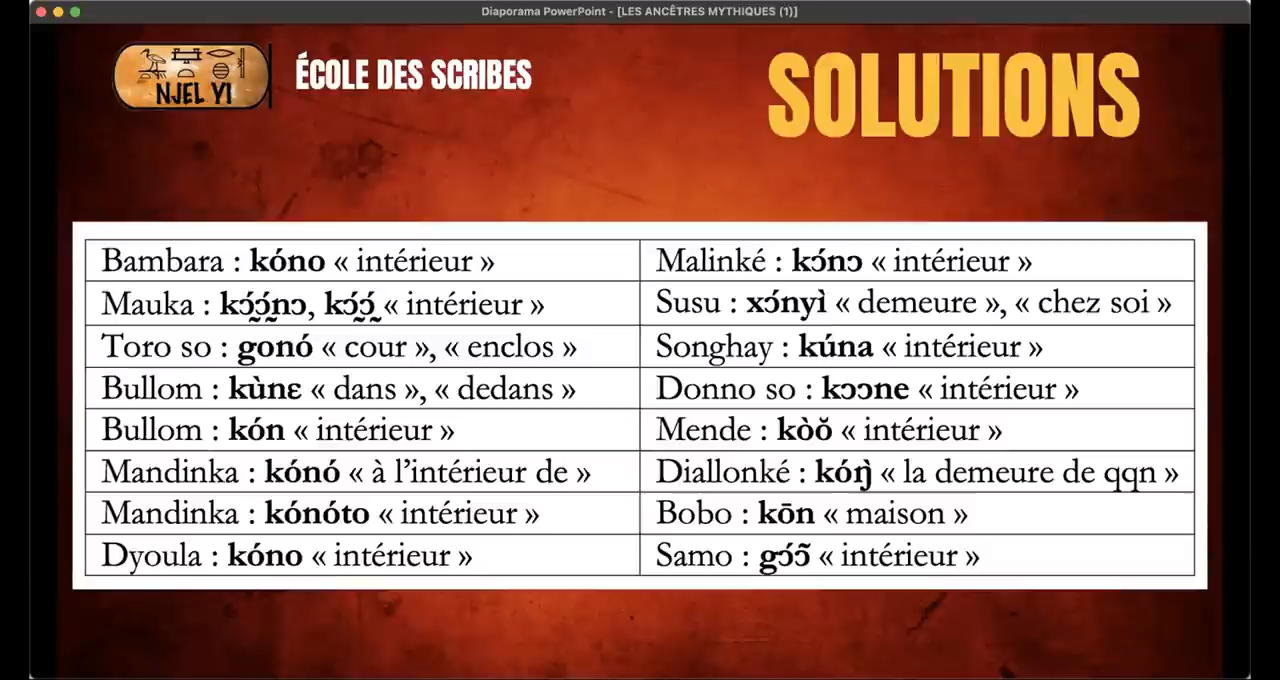 Diaporama PowerPoint - [LES ANCÊTRES MYTHIQUES (1)]
NJEL YI
ÉCOLE DES SCRIBES
SOLUTIONS
Bambara : kóno « intérieur »
Malinké : kɔ́nɔ « intérieur »
Mauka : kɔ̰́ɔ̰́nɔ, kɔ̰́ɔ̰́ « intérieur »
Susu : xɔ́nyì « demeure », « chez soi »
Toro so : gonó « cour », « enclos »
Songhay : kúna « intérieur »
Bullom : kùnɛ « dans », « dedans »
Donno so : kɔɔne « intérieur »
Bullom : kón « intérieur »
Mende : kòŏ « intérieur »
Mandinka : kónó « à l’intérieur de »
Diallonké : kóŋ̀ « la demeure de qqn »
Mandinka : kónóto « intérieur »
Bobo : kōn « maison »
Dyoula : kóno « intérieur »
Samo : gɔ́ɔ̃́ « intérieur »